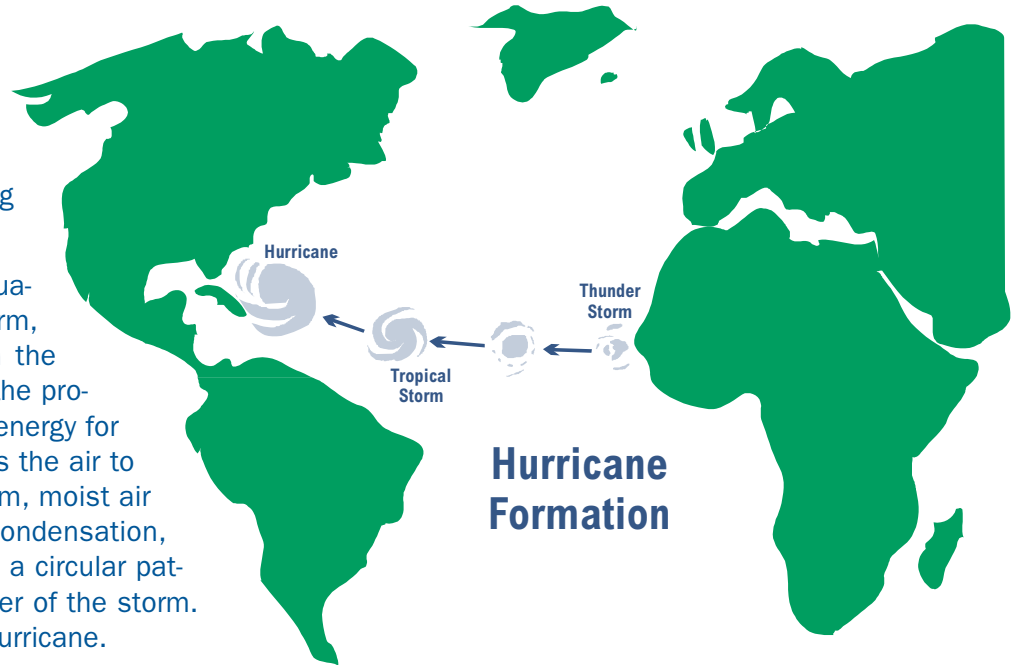 g
ua-
rm,
the
the pro-
energy for
s the air to
m, moist air
ondensation,
a circular pat-
er of the storm.
urricane.
Hurricane
Thunder
Storm
Tropical
Storm
Hurricane
Formation